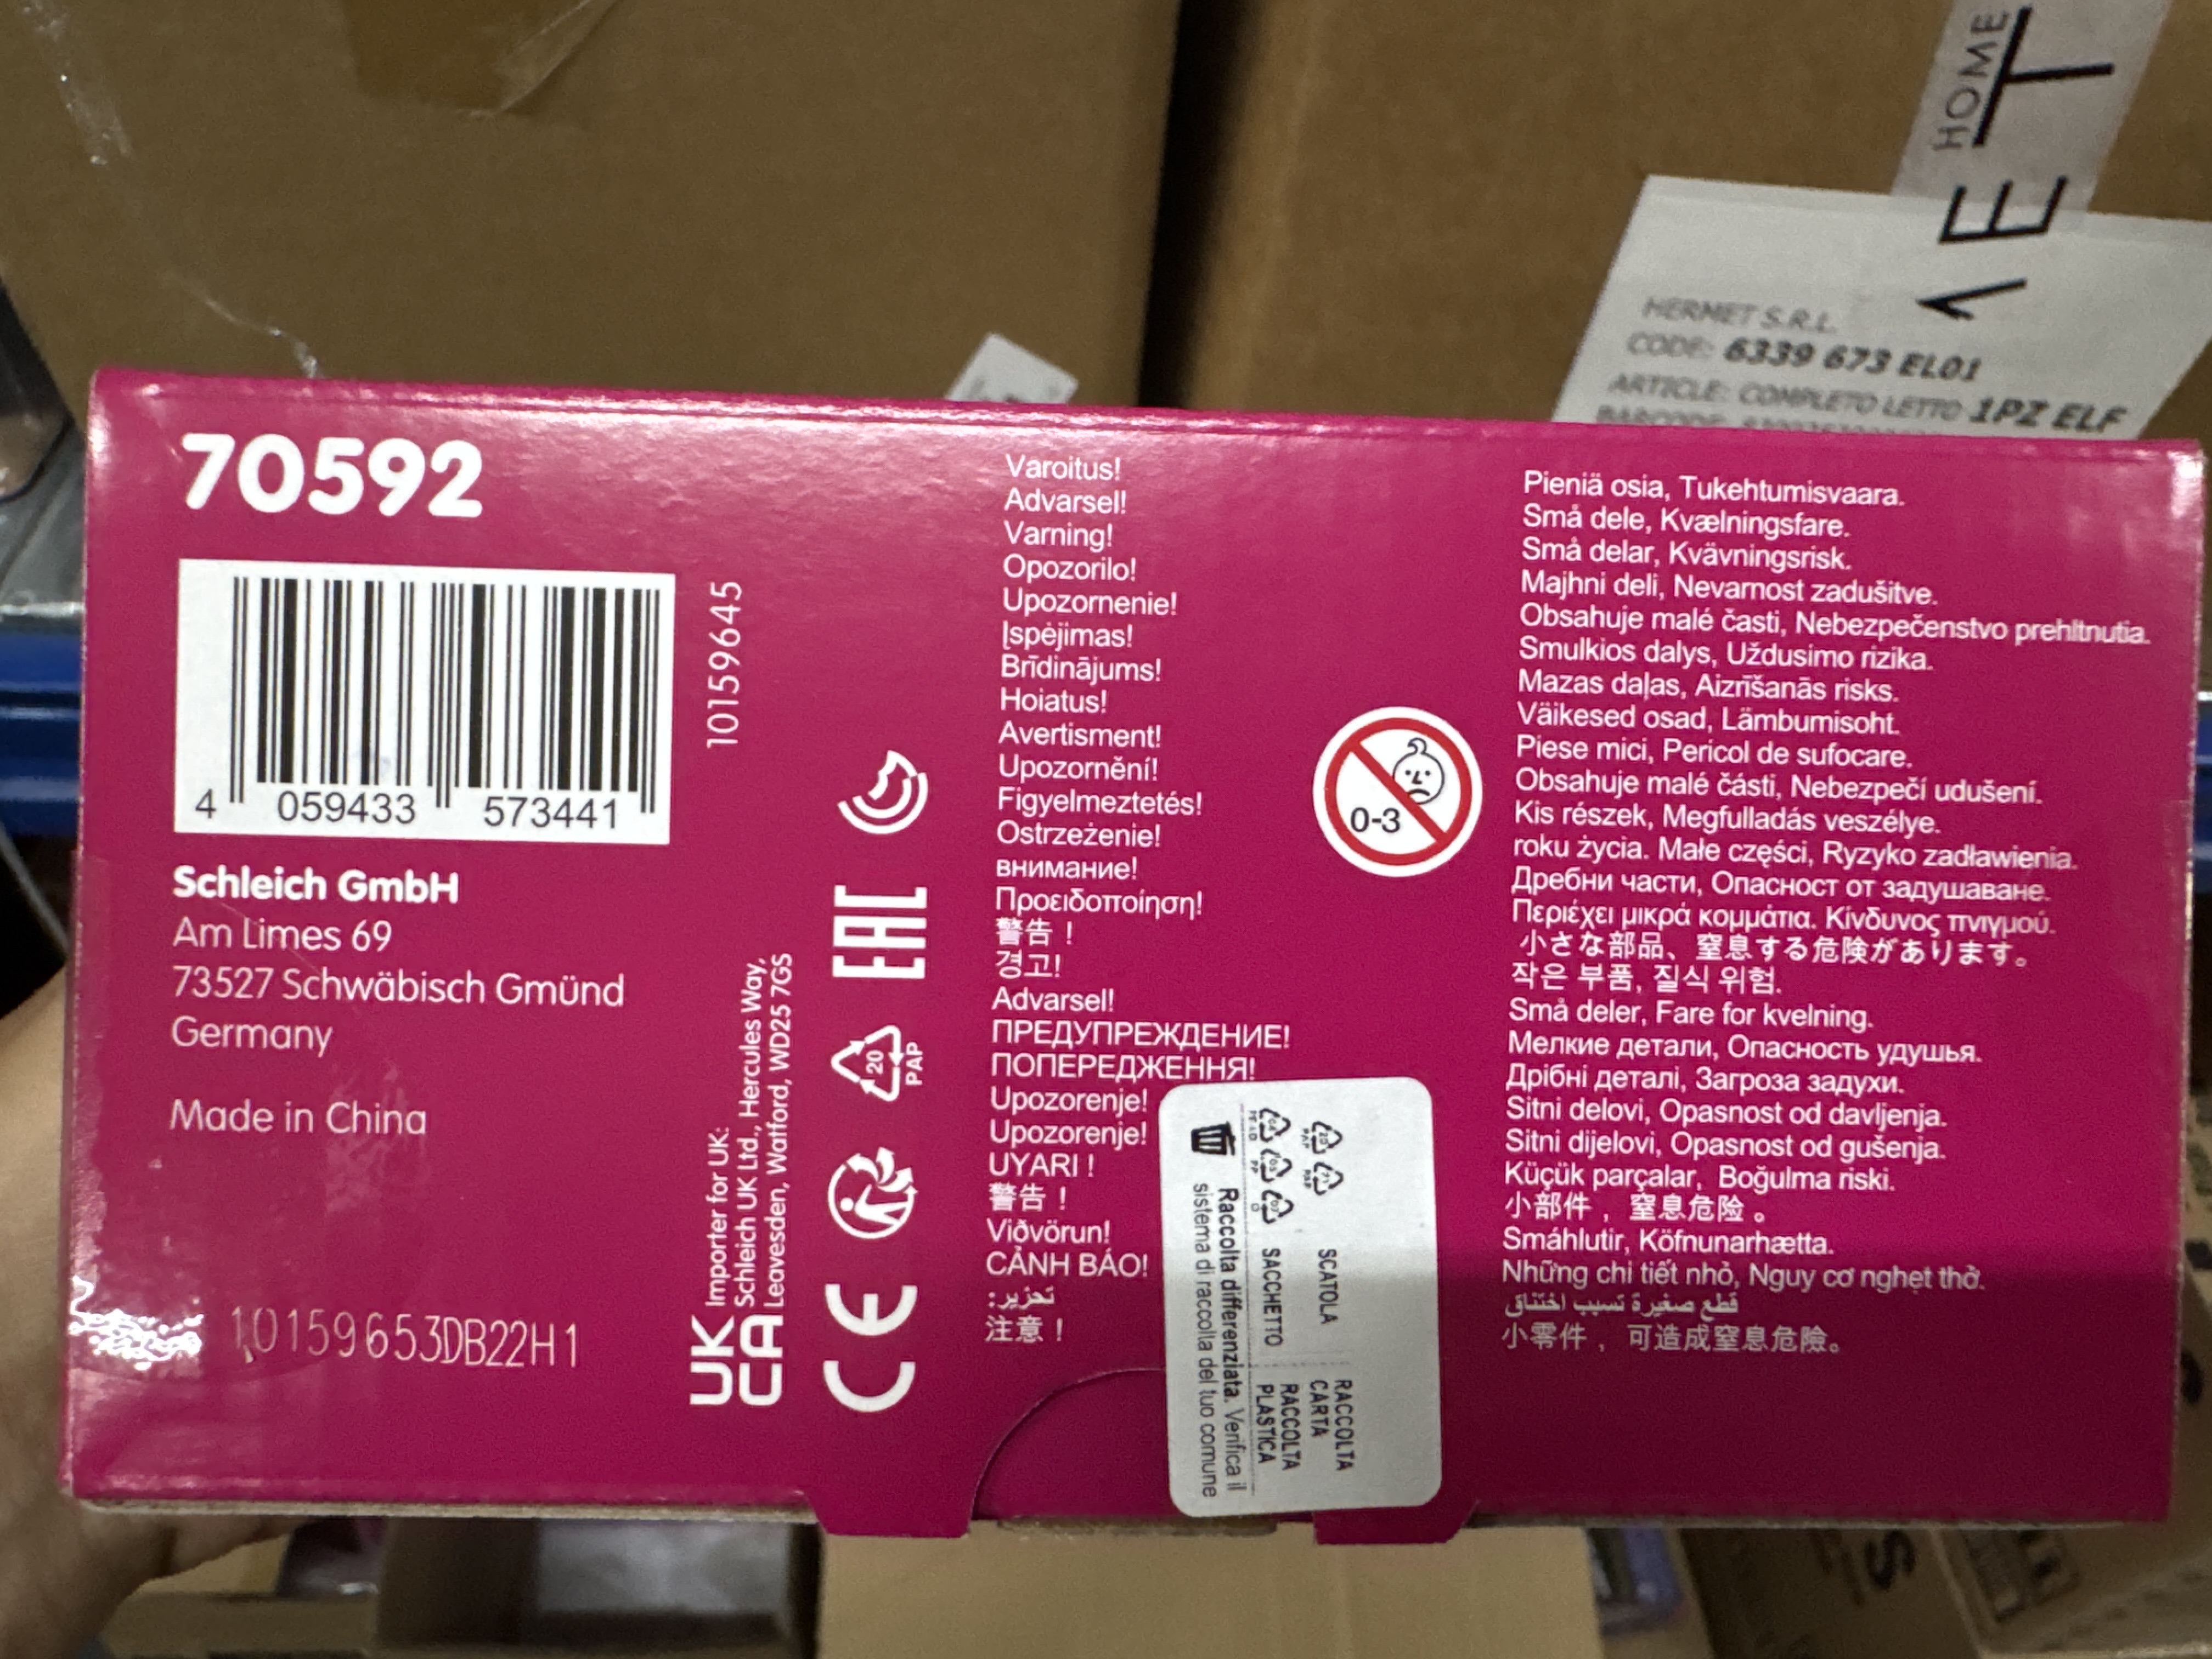 HOME
ET
HERMET S.R.L.
CODE: 6339 673 EL01
ARTICLE: COMPLETO LETTO 1PZ ELF
BARCODE:
70592
4 059433 573441
10159645
Schleich GmbH
Am Limes 69
73527 Schwäbisch Gmünd
Germany
Made in China
10159653DB22H1
UK
CA
Importer for UK:
Schleich UK Ltd., Hercules Way,
Leavesden, Watford, WD25 7GS
EAC
20
PAP
CE
Varoitus!
Advarsel!
Varning!
Opozorilo!
Upozornenie!
Įspėjimas!
Brīdinājums!
Hoiatus!
Avertisment!
Upozornění!
Figyelmeztetés!
Ostrzeżenie!
внимание!
Προειδοποίηση!
警告！
경고!
Advarsel!
ПРЕДУПРЕЖДЕНИЕ!
ПОПЕРЕДЖЕННЯ!
Upozorenje!
Upozorenje!
UYARI !
警告！
Viðvörun!
CẢNH BÁO!
تحزير:
注意！
0-3
Pieniä osia, Tukehtumisvaara.
Små dele, Kvælningsfare.
Små delar, Kvävningsrisk.
Majhni deli, Nevarnost zadušitve.
Obsahuje malé časti, Nebezpečenstvo prehltnutia.
Smulkios dalys, Uždusimo rizika.
Mazas daļas, Aizrīšanās risks.
Väikesed osad, Lämbumisoht.
Piese mici, Pericol de sufocare.
Obsahuje malé části, Nebezpečí udušení.
Kis részek, Megfulladás veszélye.
roku życia. Małe części, Ryzyko zadławienia.
Дребни части, Опасност от задушаване.
Περιέχει μικρά κομμάτια. Κίνδυνος πνιγμού.
小さな部品、窒息する危険があります。
작은 부품, 질식 위험.
Små deler, Fare for kvelning.
Мелкие детали, Опасность удушья.
Дрібні деталі, Загроза задухи.
Sitni delovi, Opasnost od davljenja.
Sitni dijelovi, Opasnost od gušenja.
Küçük parçalar, Boğulma riski.
小部件，窒息危险。
Smáhlutir, Köfnunarhætta.
Những chi tiết nhỏ, Nguy cơ nghẹt thở.
قطع صغيرة تسبب اختناق
小零件，可造成窒息危險。
SCATOLA
RACCOLTA
CARTA
SACCHETTO
RACCOLTA
PLASTICA
Raccolta differenziata. Verifica il
sistema di raccolta del tuo comune